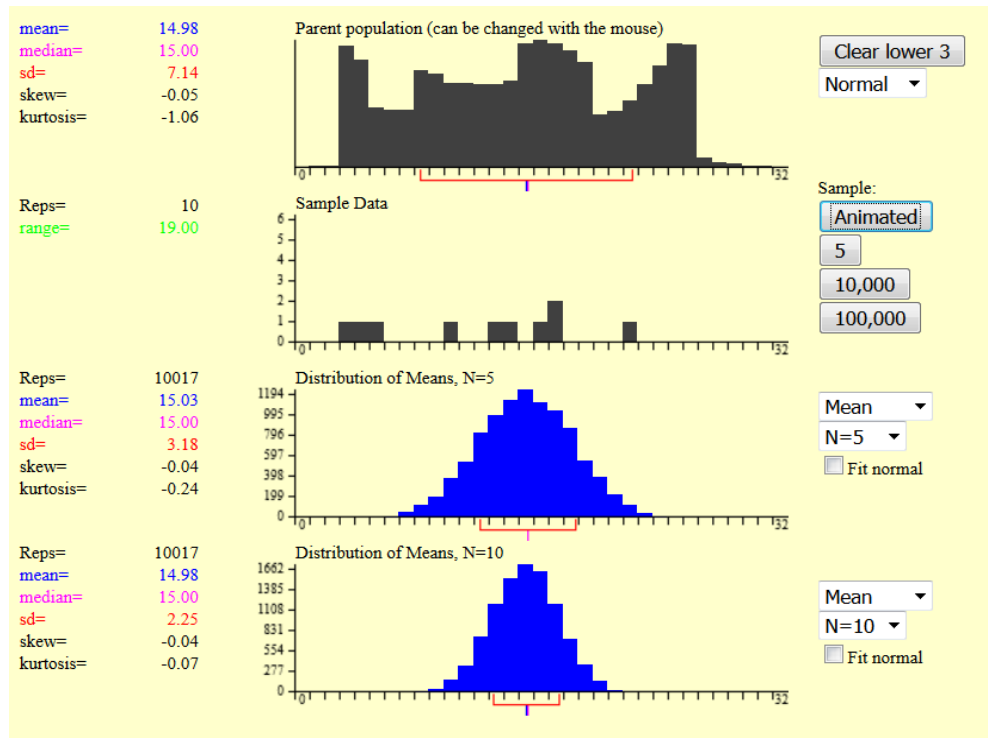 mean= 14.98
median= 15.00
sd= 7.14
skew= -0.05
kurtosis= -1.06
Parent population (can be changed with the mouse)
0 32
Clear lower 3
Normal
Reps= 10
range= 19.00
Sample Data
6
5
4
3
2
1
0
0 32
Sample:
Animated
5
10,000
100,000
Reps= 10017
mean= 15.03
median= 15.00
sd= 3.18
skew= -0.04
kurtosis= -0.24
Distribution of Means, N=5
1194
995
796
597
398
199
0
0 32
Mean
N=5
Fit normal
Reps= 10017
mean= 14.98
median= 15.00
sd= 2.25
skew= -0.04
kurtosis= -0.07
Distribution of Means, N=10
1662
1385
1108
831
554
277
0
0 32
Mean
N=10
Fit normal